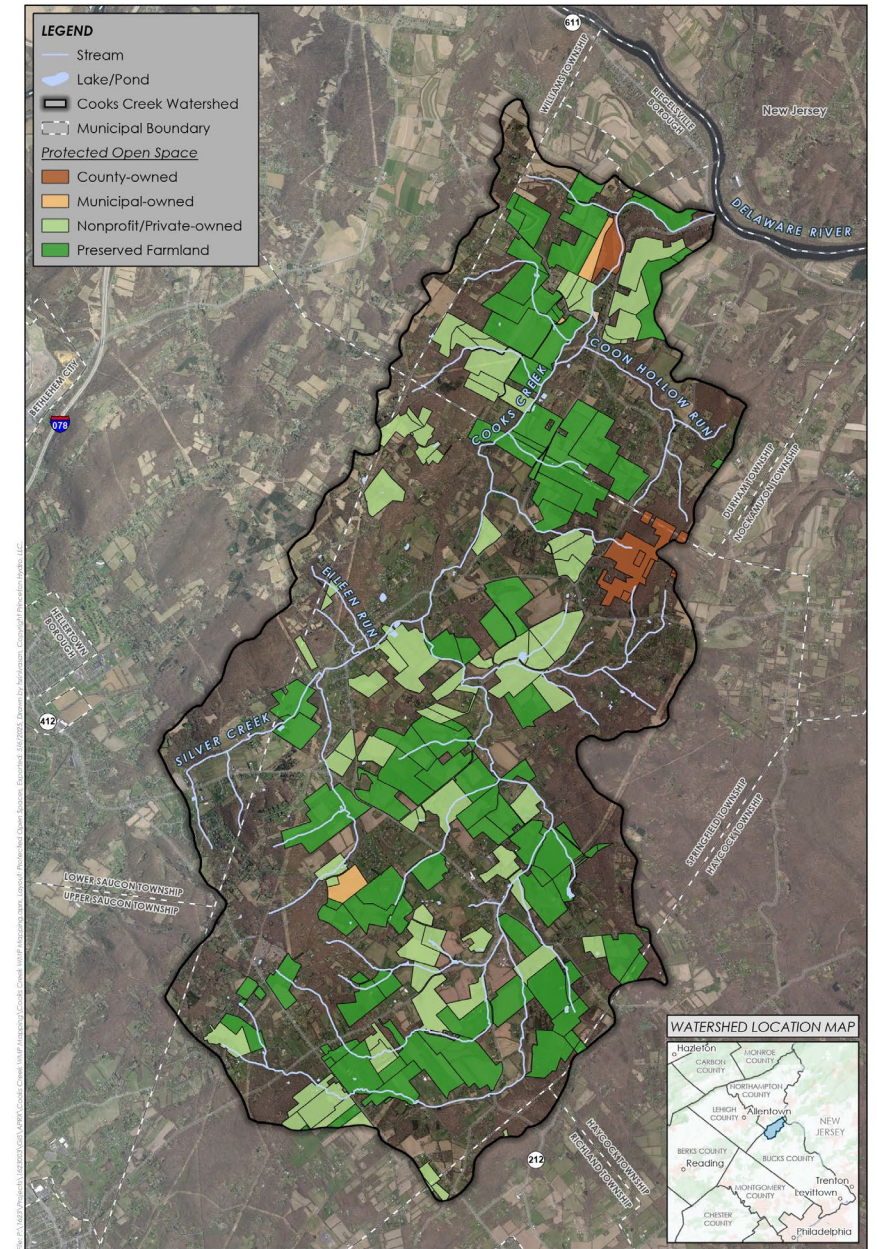 LEGEND
Stream
Lake/Pond
Cooks Creek Watershed
Municipal Boundary
Protected Open Space
County-owned
Municipal-owned
Nonprofit/Private-owned
Preserved Farmland
611
WILLIAMS TOWNSHIP
RIEGELSVILLE
BOROUGH
New Jersey
DELAWARE RIVER
COON HOLLOW RUN
COOKS CREEK
BETHLEHEM CITY
078
DURHAM TOWNSHIP
NOCKAMIXON TOWNSHIP
EILEEN RUN
HELLERTOWN
BOROUGH
412
SILVER CREEK
SPRINGFIELD TOWNSHIP
HAYCOCK TOWNSHIP
LOWER SAUCON TOWNSHIP
UPPER SAUCON TOWNSHIP
HAYCOCK TOWNSHIP
RICHLAND TOWNSHIP
212
WATERSHED LOCATION MAP
Hazleton
CARBON
COUNTY
MONROE
COUNTY
NORTHAMPTON
COUNTY
LEHIGH
COUNTY
Allentown
NEW
JERSEY
BERKS COUNTY
Reading
BUCKS COUNTY
MONTGOMERY
COUNTY
Trenton
Levittown
CHESTER
COUNTY
Philadelphia